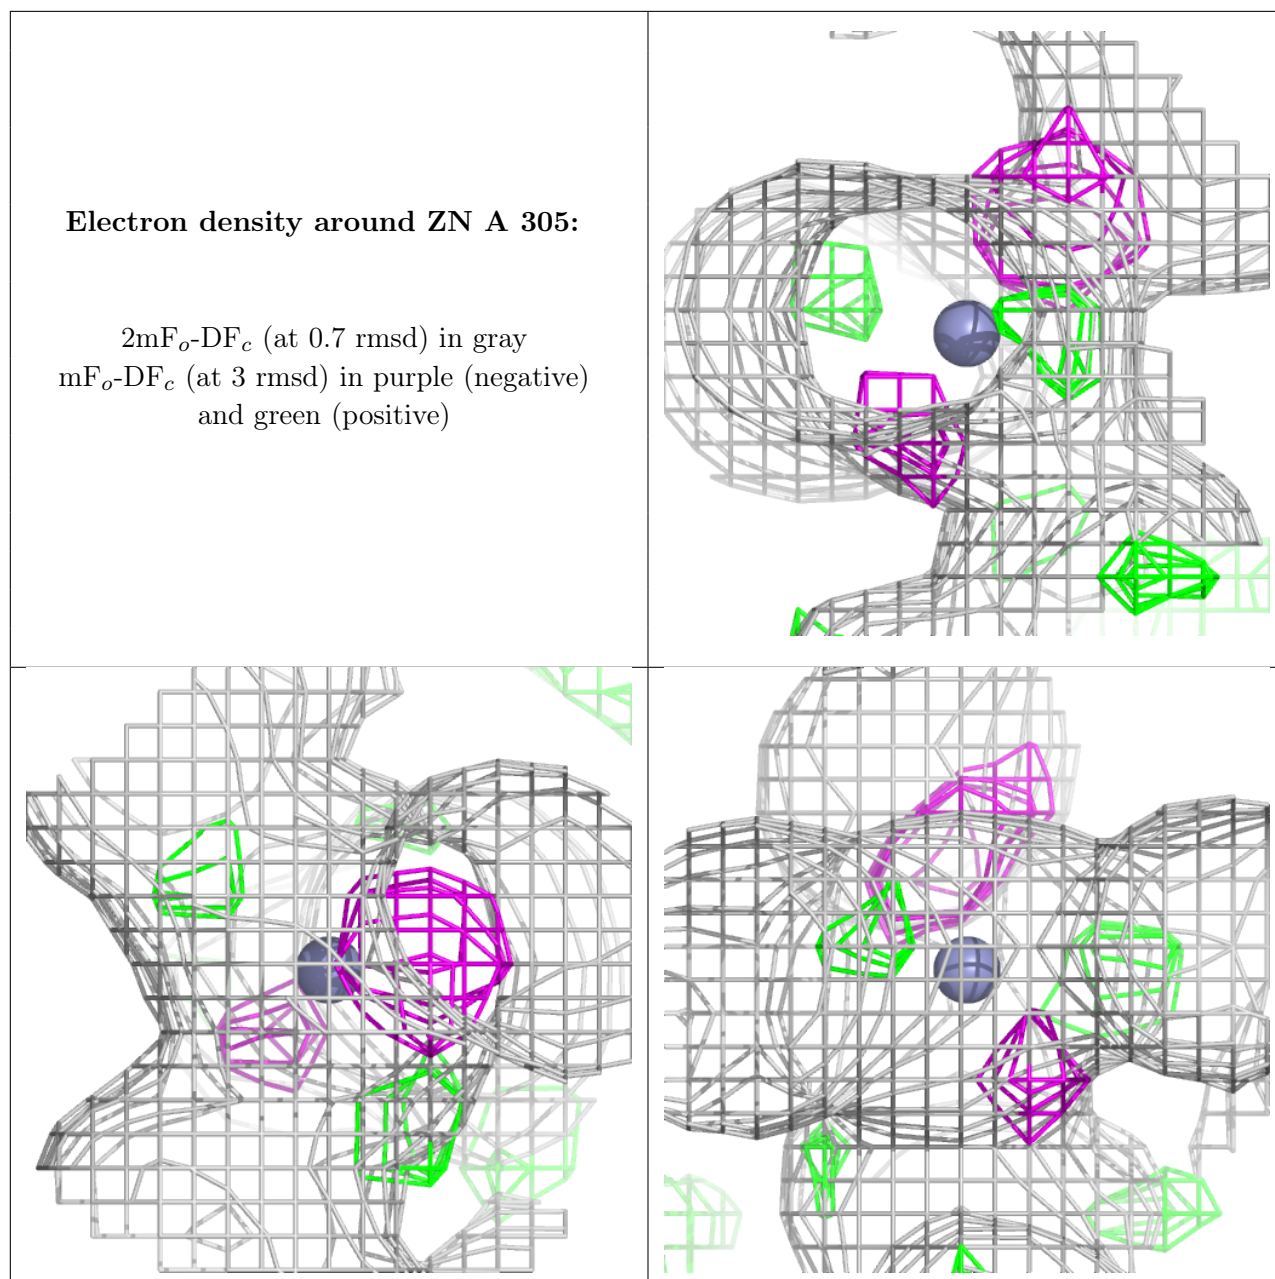 Electron density around ZN A 305:
2mFo-DFc (at 0.7 rmsd) in gray
mFo-DFc (at 3 rmsd) in purple (negative)
and green (positive)